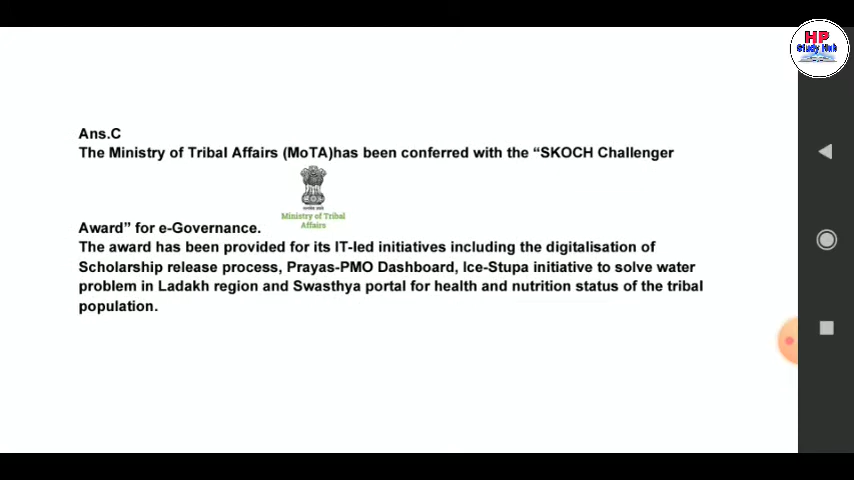 HP
Study Hub
Ans.C
The Ministry of Tribal Affairs (MoTA)has been conferred with the “SKOCH Challenger
Ministry of Tribal
Affairs
Award” for e-Governance.
The award has been provided for its IT-led initiatives including the digitalisation of
Scholarship release process, Prayas-PMO Dashboard, Ice-Stupa initiative to solve water
problem in Ladakh region and Swasthya portal for health and nutrition status of the tribal
population.